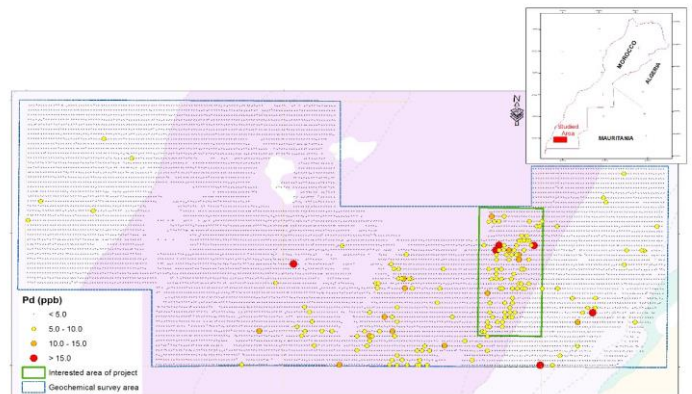 MOROCCO
ALGERIA
Studied
Area
MAURITANIA
Pd (ppb)
< 5.0
5.0 - 10.0
10.0 - 15.0
> 15.0
Interested area of project
Geochemical survey area